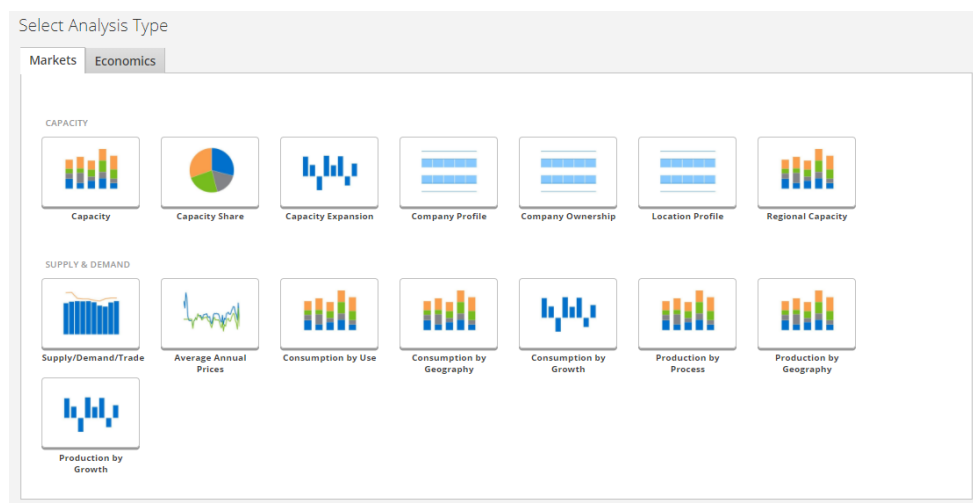 Select Analysis Type
Markets Economics
CAPACITY
Capacity Capacity Share Capacity Expansion Company Profile Company Ownership Location Profile Regional Capacity
SUPPLY & DEMAND
Supply/Demand/Trade Average Annual Prices Consumption by Use Consumption by Geography Consumption by Growth Production by Process Production by Geography
Production by Growth